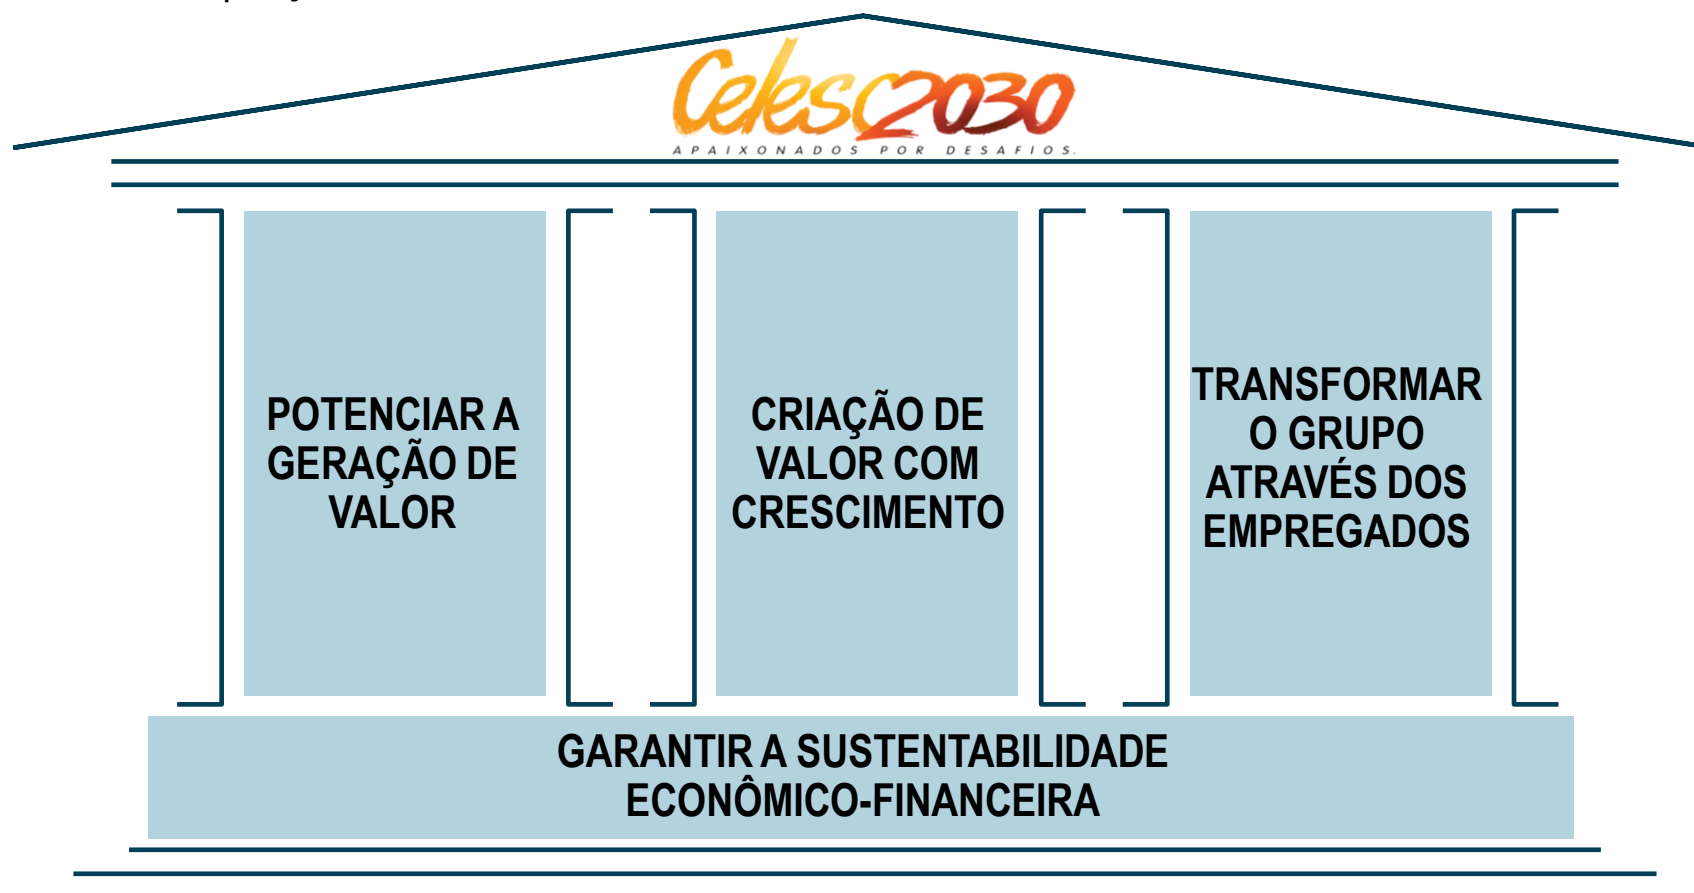 Celesc2030
APAIXONADOS POR DESAFIOS.
POTENCIAR A
GERAÇÃO DE
VALOR
CRIAÇÃO DE
VALOR COM
CRESCIMENTO
TRANSFORMAR
O GRUPO
ATRAVÉS DOS
EMPREGADOS
GARANTIR A SUSTENTABILIDADE
ECONÔMICO-FINANCEIRA